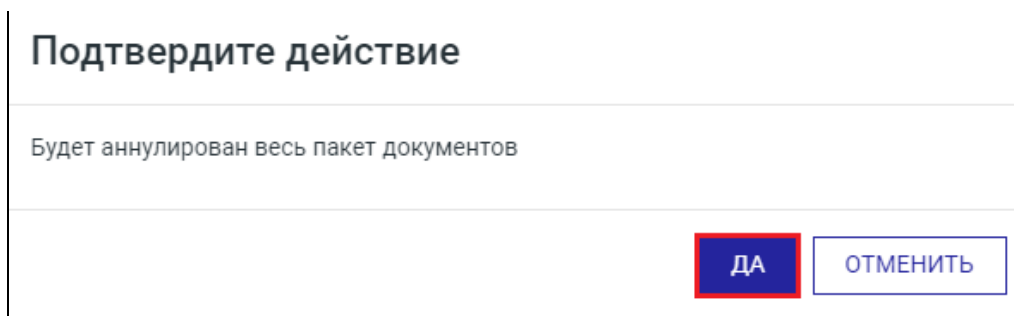 Подтвердите действие
Будет аннулирован весь пакет документов
ДА
ОТМЕНИТЬ